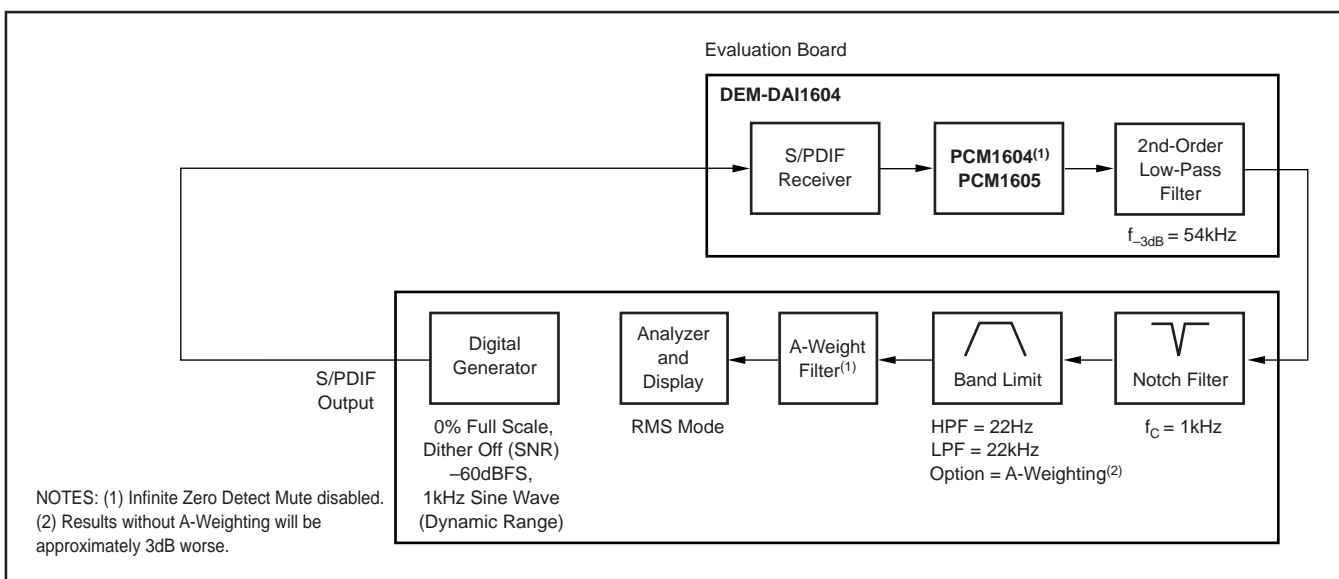 Evaluation Board
DEM-DAI1604
S/PDIF
Receiver
PCM1604(1)
PCM1605
2nd-Order
Low-Pass
Filter
f–3dB = 54kHz
S/PDIF
Output
Digital
Generator
0% Full Scale,
Dither Off (SNR)
–60dBFS,
1kHz Sine Wave
(Dynamic Range)
Analyzer
and
Display
RMS Mode
A-Weight
Filter(1)
Band Limit
HPF = 22Hz
LPF = 22kHz
Option = A-Weighting(2)
Notch Filter
fC = 1kHz
NOTES: (1) Infinite Zero Detect Mute disabled.
(2) Results without A-Weighting will be
approximately 3dB worse.